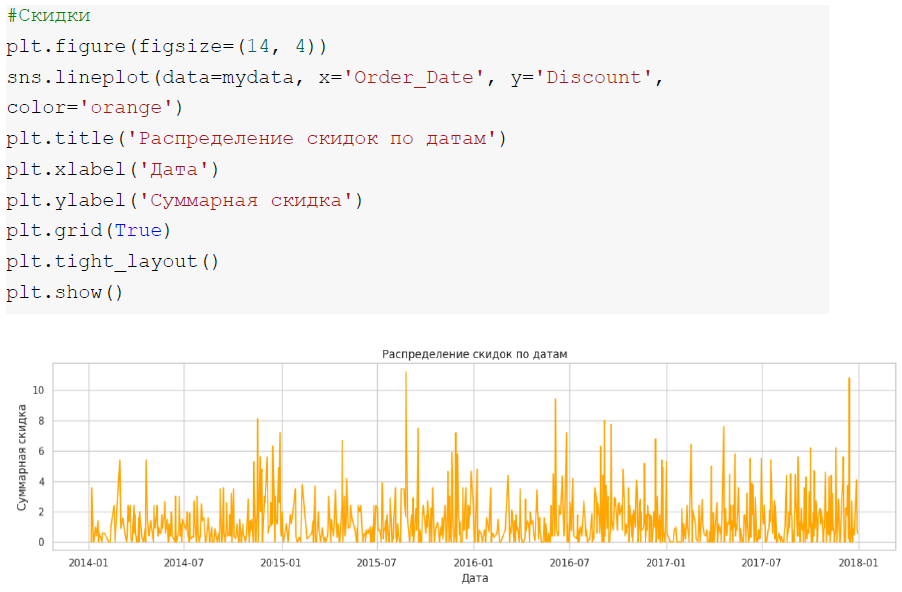 #Скидки
plt.figure(figsize=(14, 4))
sns.lineplot(data=mydata, x='Order_Date', y='Discount',
color='orange')
plt.title('Распределение скидок по датам')
plt.xlabel('Дата')
plt.ylabel('Суммарная скидка')
plt.grid(True)
plt.tight_layout()
plt.show()
Распределение скидок по датам
Суммарная скидка
10
8
6
4
2
0
2014-01 2014-07 2015-01 2015-07 2016-01 2016-07 2017-01 2017-07 2018-01
Дата